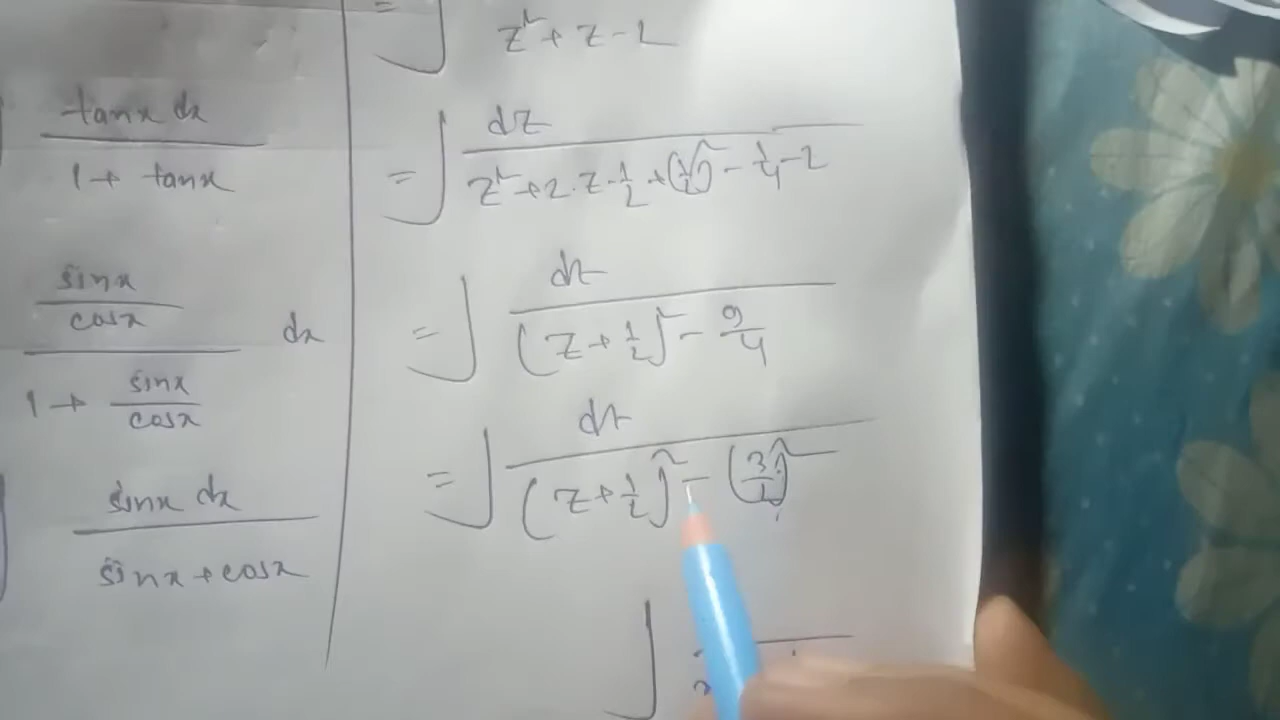 tanx dx
1 + tanx
sinx
cosx
dx
1 + sinx
cosx
sinx dx
sinx + cosx
= ∫
z² + z - 2
= ∫ dz
z² + 2.z.1/2 + (1/2)² - 1/4 - 2
= ∫ dz
(z + 1/2)² - 9/4
= ∫ dz
(z + 1/2)² - (3/2)²
∫